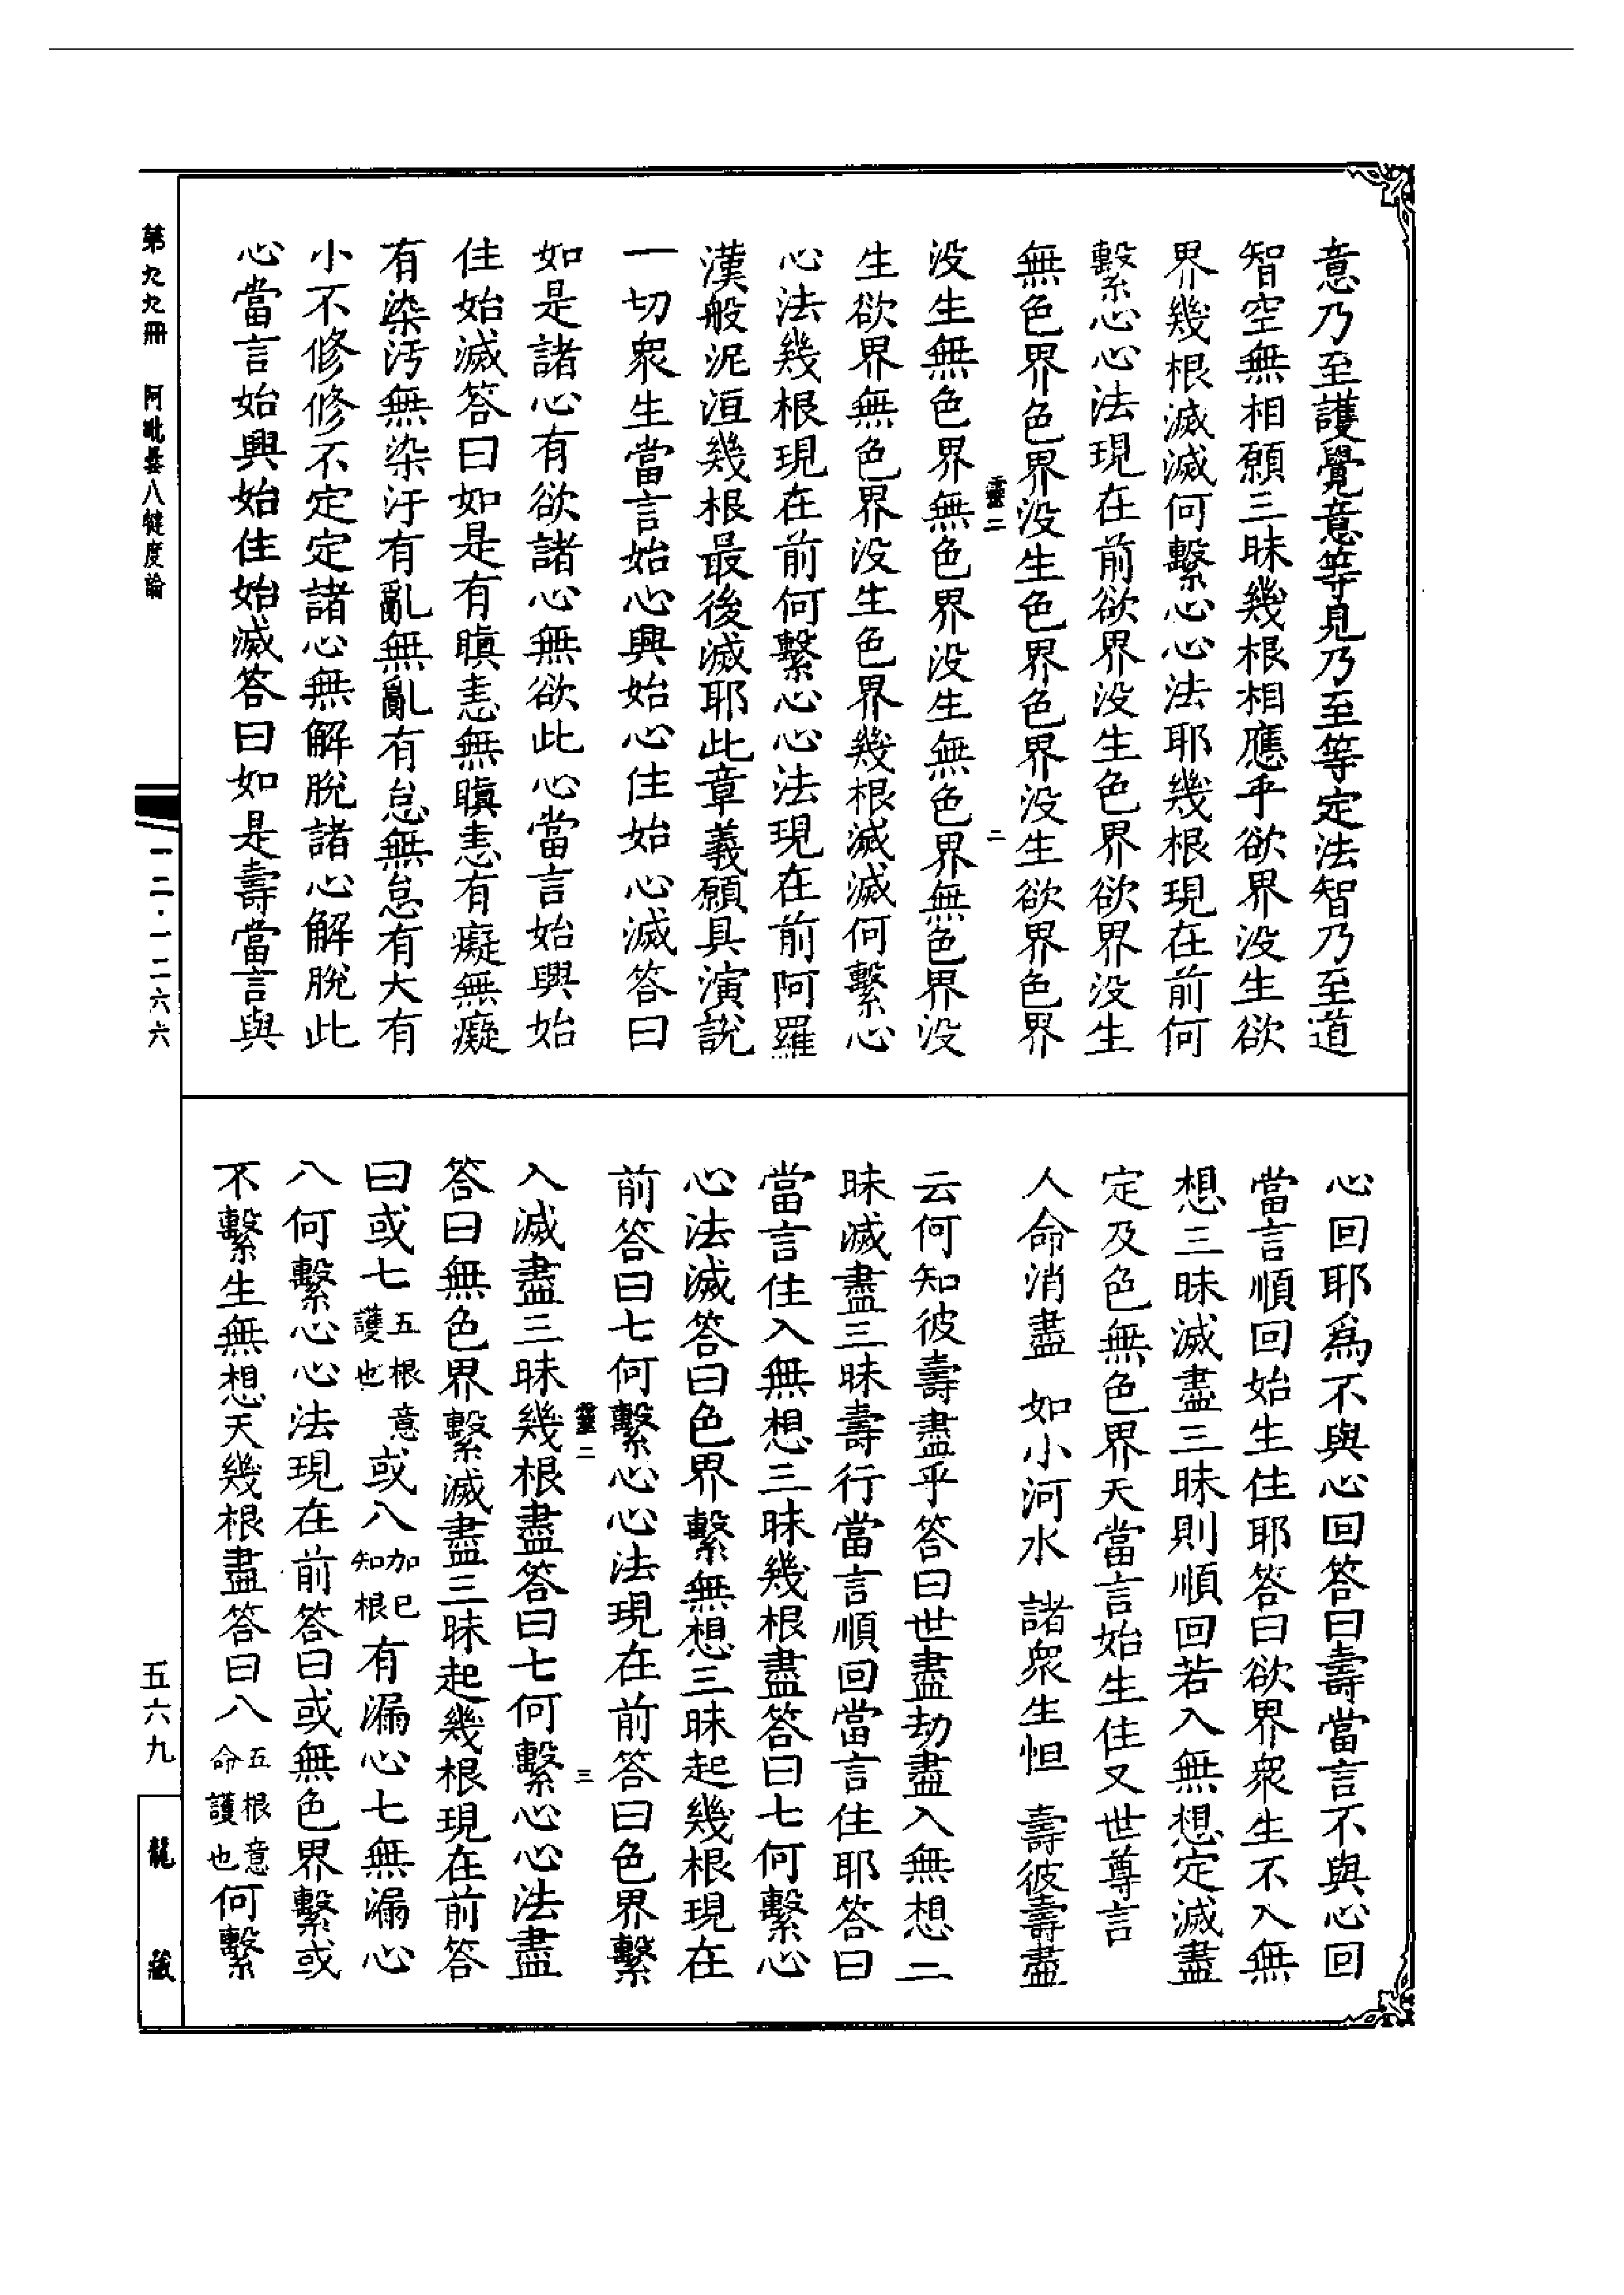 意乃至護覺意等見乃至等定法智乃至道
智空無相願三昧幾根相應乎欲界没生欲
界幾根滅滅何繫心心法耶幾根現在前何
繫心心法現在前欲界没生色界欲界没生
無色界色界没生色界色界没生欲界色界
没生無色界無色界没生無色界無色界没
生欲界無色界没生色界幾根滅滅何繫心
心法幾根現在前何繫心心法現在前阿羅
漢般泥洹幾根最後滅耶此章義願具演說
一切衆生當言始心興始心住始心滅答曰
如是諸心有欲諸心無欲此心當言始興始
住始滅答曰如是有瞋恚無瞋恚有癡無癡
有染汚無染汙有亂無亂有怠無怠有大有
小不修修不定定諸心無解脫諸心解脫此
心當言始興始住始滅答曰如是壽當言與
心回耶爲不與心回答曰壽當言不與心回
當言順回始生住耶答曰欲界衆生不入無
想三昧滅盡三昧則順回若入無想定滅盡
定及色無色界天當言始生住又世尊言
人命消盡 如小河水 諸衆生怛 壽彼壽盡
云何知彼壽盡乎答曰世盡劫盡入無想二
昧滅盡三昧壽行當言順回當言住耶答曰
當言住入無想三昧幾根盡答曰七何繫心
心法滅滅答曰色界繫無想三昧起幾根現在
前答曰七何繫心心法現在前答曰色界繫
入滅盡三昧幾根盡答曰七何繫心心法盡
答曰無色界繫滅盡三昧起幾根現在前答
曰或七五根意護也或八加已知根有漏心七無漏心
八何繫心心法現在前答曰或無色界繫或
不繫生無想天幾根盡答曰八五根意命護也何繫
第九九冊 阿毗曇八犍度論
一二·一二六六
五六九
龍藏